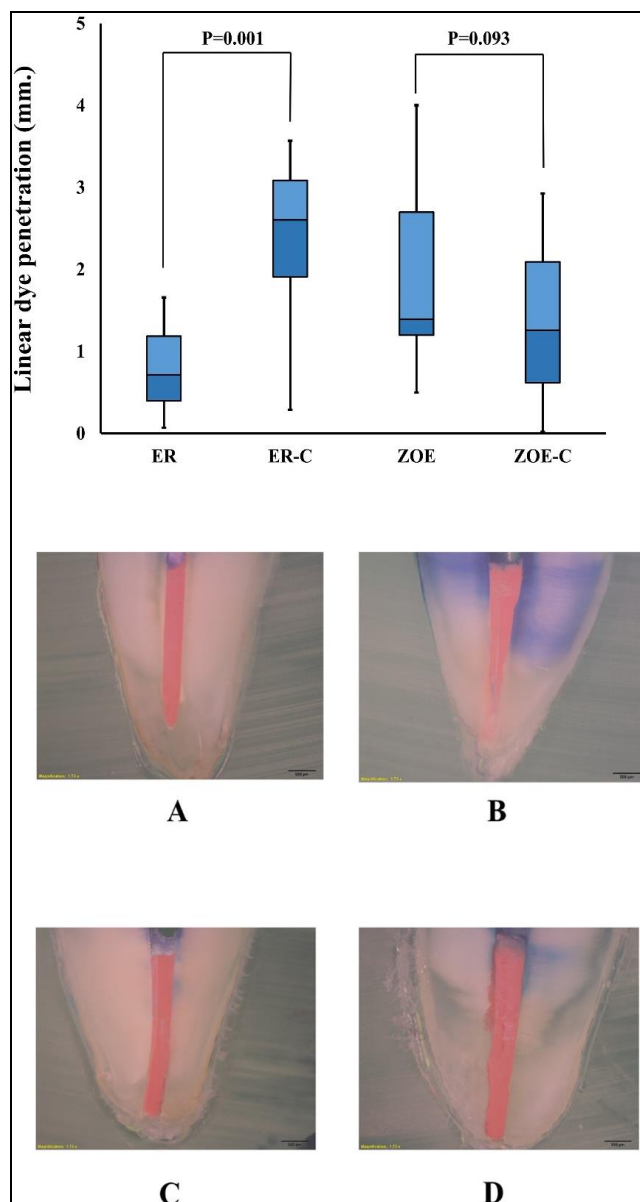 P=0.001
P=0.093
Linear dye penetration (mm.)
5
4
3
2
1
0
ER
ER-C
ZOE
ZOE-C
A
B
C
D